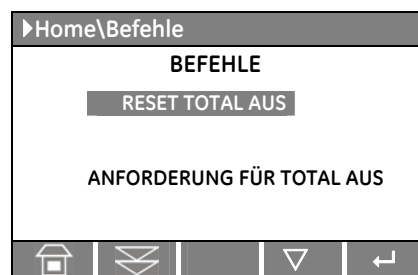 Home\Befehle
BEFEHLE
RESET TOTAL AUS
ANFORDERUNG FÜR TOTAL AUS